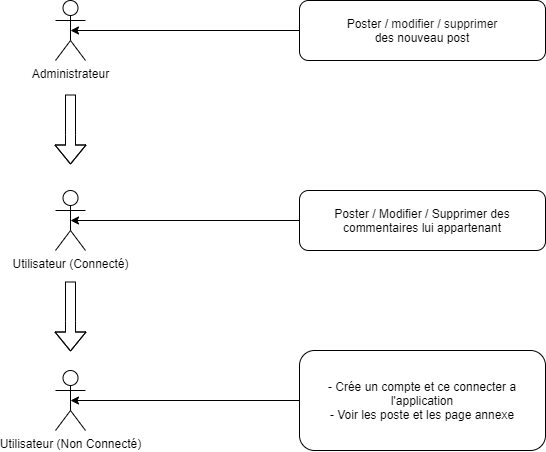 Poster / modifier / supprimer
des nouveau post
Administrateur
Poster / Modifier / Supprimer des
commentaires lui appartenant
Utilisateur (Connecté)
- Crée un compte et ce connecter a
l'application
- Voir les poste et les page annexe
Utilisateur (Non Connecté)